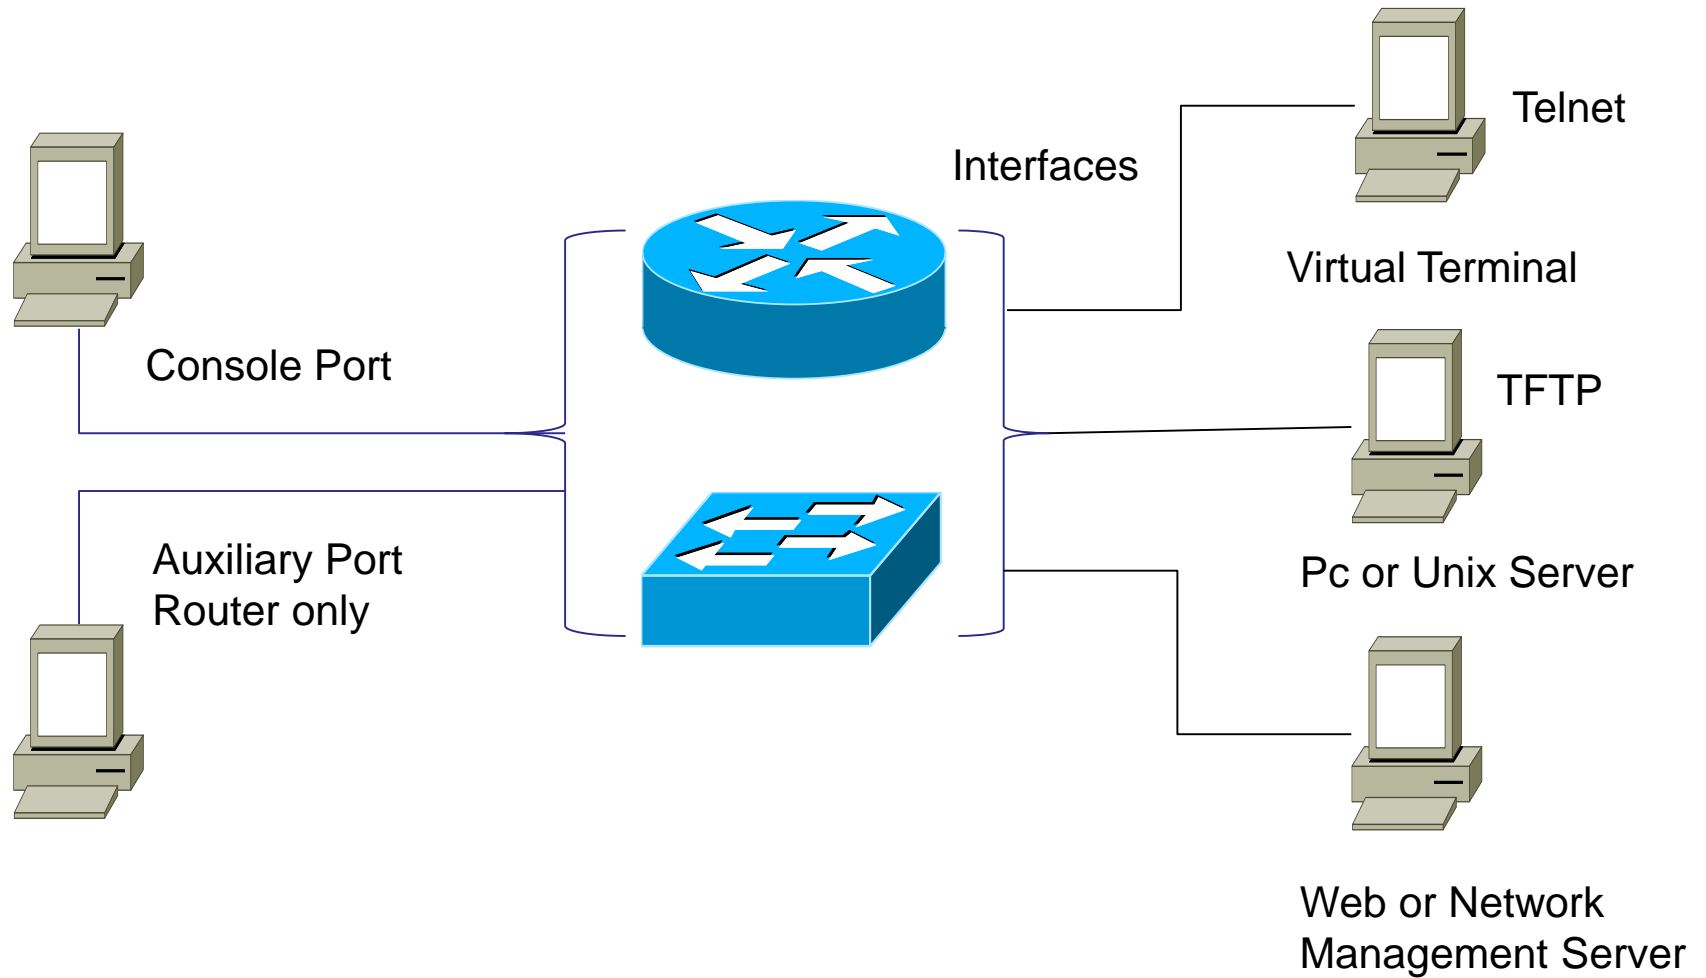 Telnet
Interfaces
Virtual Terminal
Console Port
TFTP
Auxiliary Port
Router only
Pc or Unix Server
Web or Network
Management Server